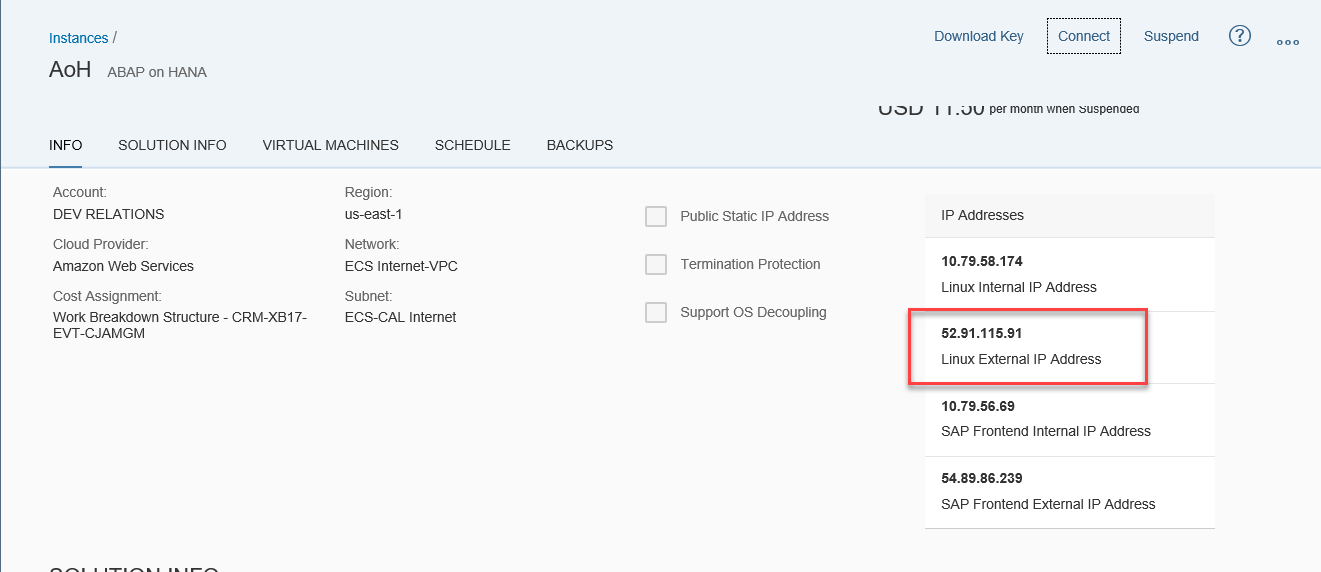 Instances /
Download Key
Connect
Suspend
?
AoH ABAP on HANA
USD 11.50 per month when Suspended
INFO
SOLUTION INFO
VIRTUAL MACHINES
SCHEDULE
BACKUPS
Account:
DEV RELATIONS
Cloud Provider:
Amazon Web Services
Cost Assignment:
Work Breakdown Structure - CRM-XB17-
EVT-CJAMGM
Region:
us-east-1
Network:
ECS Internet-VPC
Subnet:
ECS-CAL Internet
Public Static IP Address
Termination Protection
Support OS Decoupling
IP Addresses
10.79.58.174
Linux Internal IP Address
52.91.115.91
Linux External IP Address
10.79.56.69
SAP Frontend Internal IP Address
54.89.86.239
SAP Frontend External IP Address
SOLUTION INFO